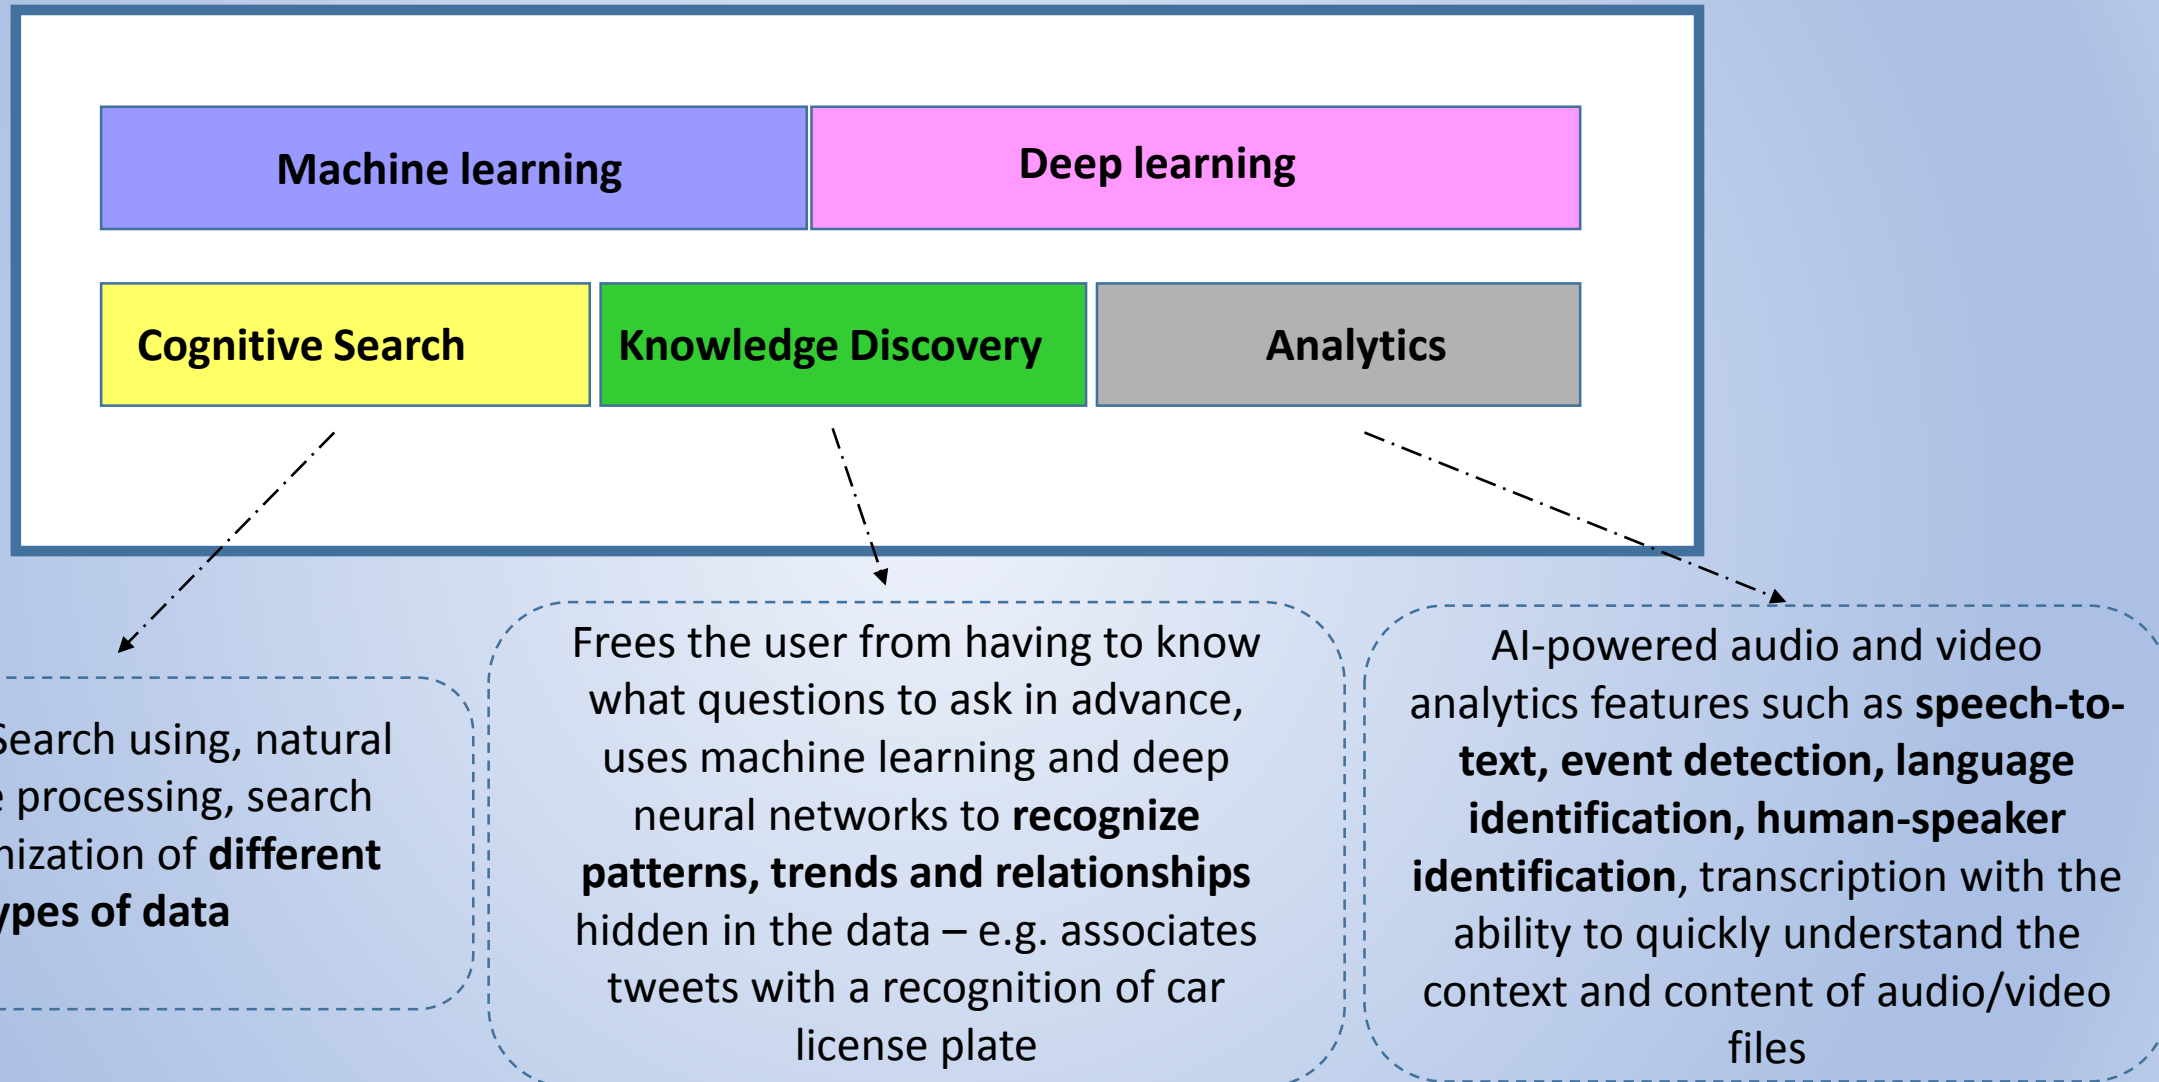 Machine learning
Deep learning
Cognitive Search
Knowledge Discovery
Analytics
Search using, natural
processing, search
of different
of data
Frees the user from having to know
what questions to ask in advance,
uses machine learning and deep
neural networks to recognize
patterns, trends and relationships
hidden in the data – e.g. associates
tweets with a recognition of car
license plate
AI-powered audio and video
analytics features such as speech-to-
text, event detection, language
identification, human-speaker
identification, transcription with the
ability to quickly understand the
context and content of audio/video
files